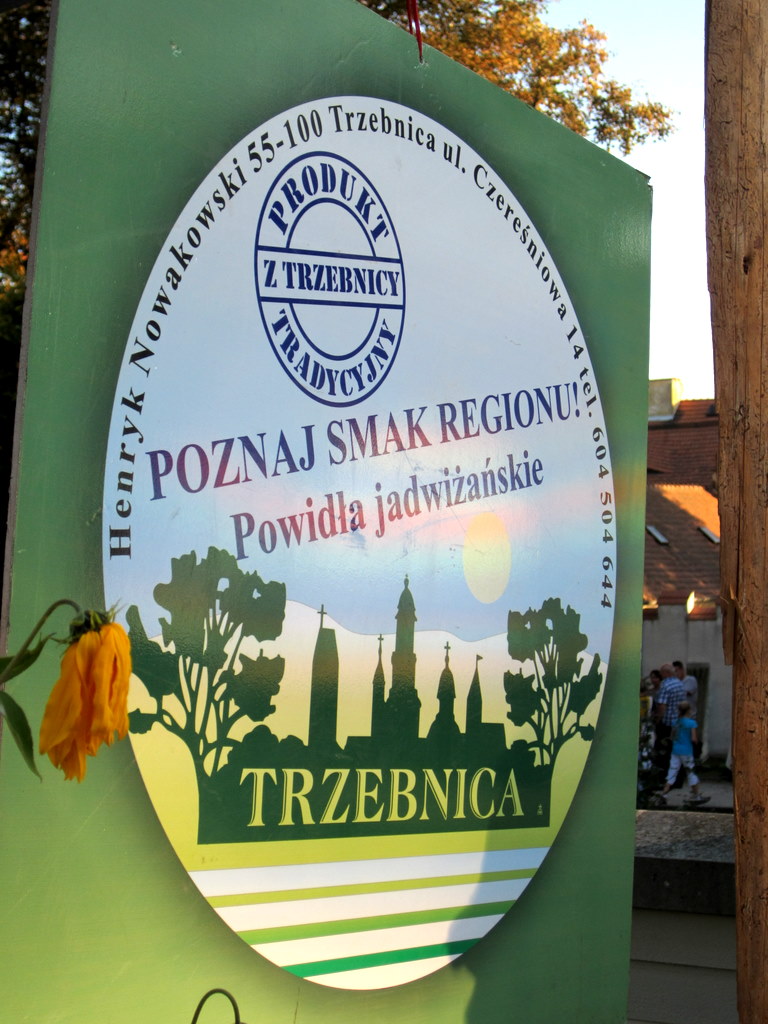 Henryk Nowakowski 55-100 Trzebnica ul. Czereśniowa 14 tel. 604 504 644
PRODUKT
Z TRZEBNICY
TRADYCYJNY
POZNAJ SMAK REGIONU!
Powidła jadwiżańskie
TRZEBNICA